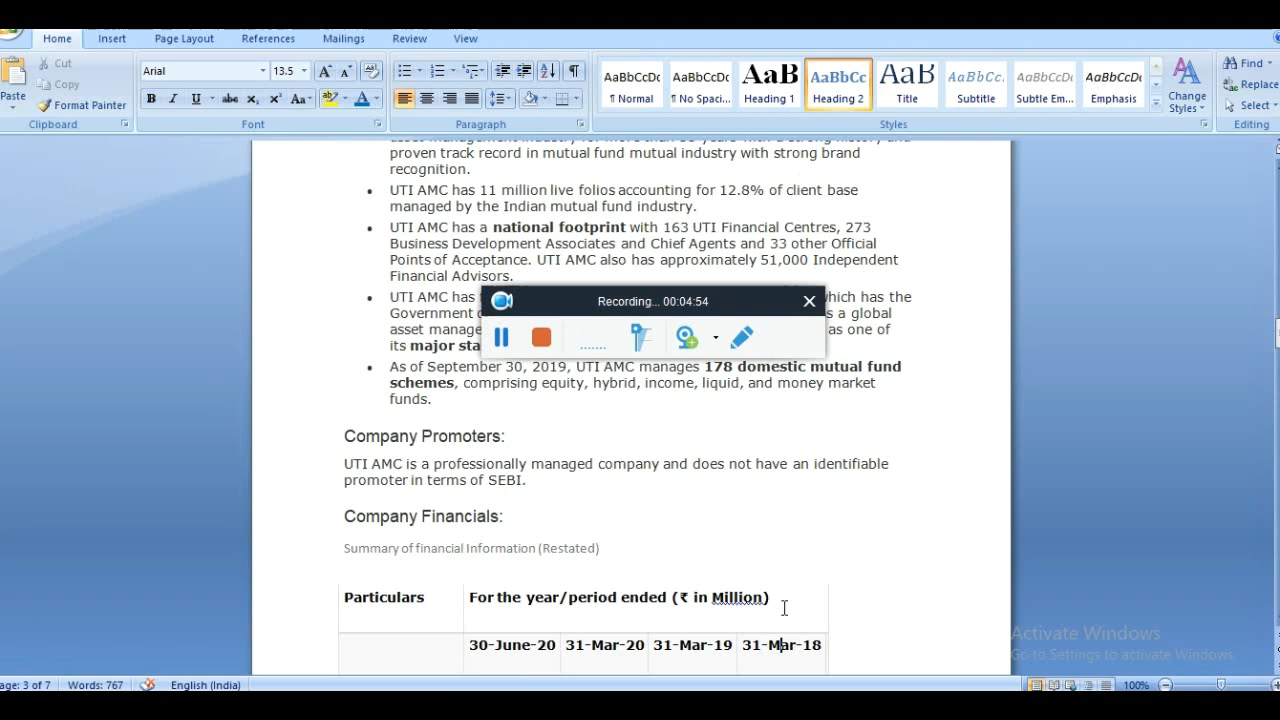 Home Insert Page Layout References Mailings Review View
Cut
Copy
Paste
Format Painter
Clipboard
Arial 13.5
Font
Paragraph
AaBbCcDc AaBbCcDc AaB AaBbCc AaB AaBbCc. AaBbCcDc AaBbCcDc
¶ Normal ¶ No Spaci... Heading 1 Heading 2 Title Subtitle Subtle Em... Emphasis
Styles
Change
Styles
Find
Replace
Select
Editing
proven track record in mutual fund mutual industry with strong brand
recognition.
UTI AMC has 11 million live folios accounting for 12.8% of client base
managed by the Indian mutual fund industry.
UTI AMC has a national footprint with 163 UTI Financial Centres, 273
Business Development Associates and Chief Agents and 33 other Official
Points of Acceptance. UTI AMC also has approximately 51,000 Independent
Financial Advisors.
UTI AMC has which has the
Government s a global
asset manage as one of
its major sta
Recording... 00:04:54
As of September 30, 2019, UTI AMC manages 178 domestic mutual fund
schemes, comprising equity, hybrid, income, liquid, and money market
funds.
Company Promoters:
UTI AMC is a professionally managed company and does not have an identifiable
promoter in terms of SEBI.
Company Financials:
Summary of financial Information (Restated)
Particulars For the year/period ended (₹ in Million)
30-June-20 31-Mar-20 31-Mar-19 31-Mar-18
Activate Windows
Go to Settings to activate Windows.
age: 3 of 7 Words: 767 English (India) 100%